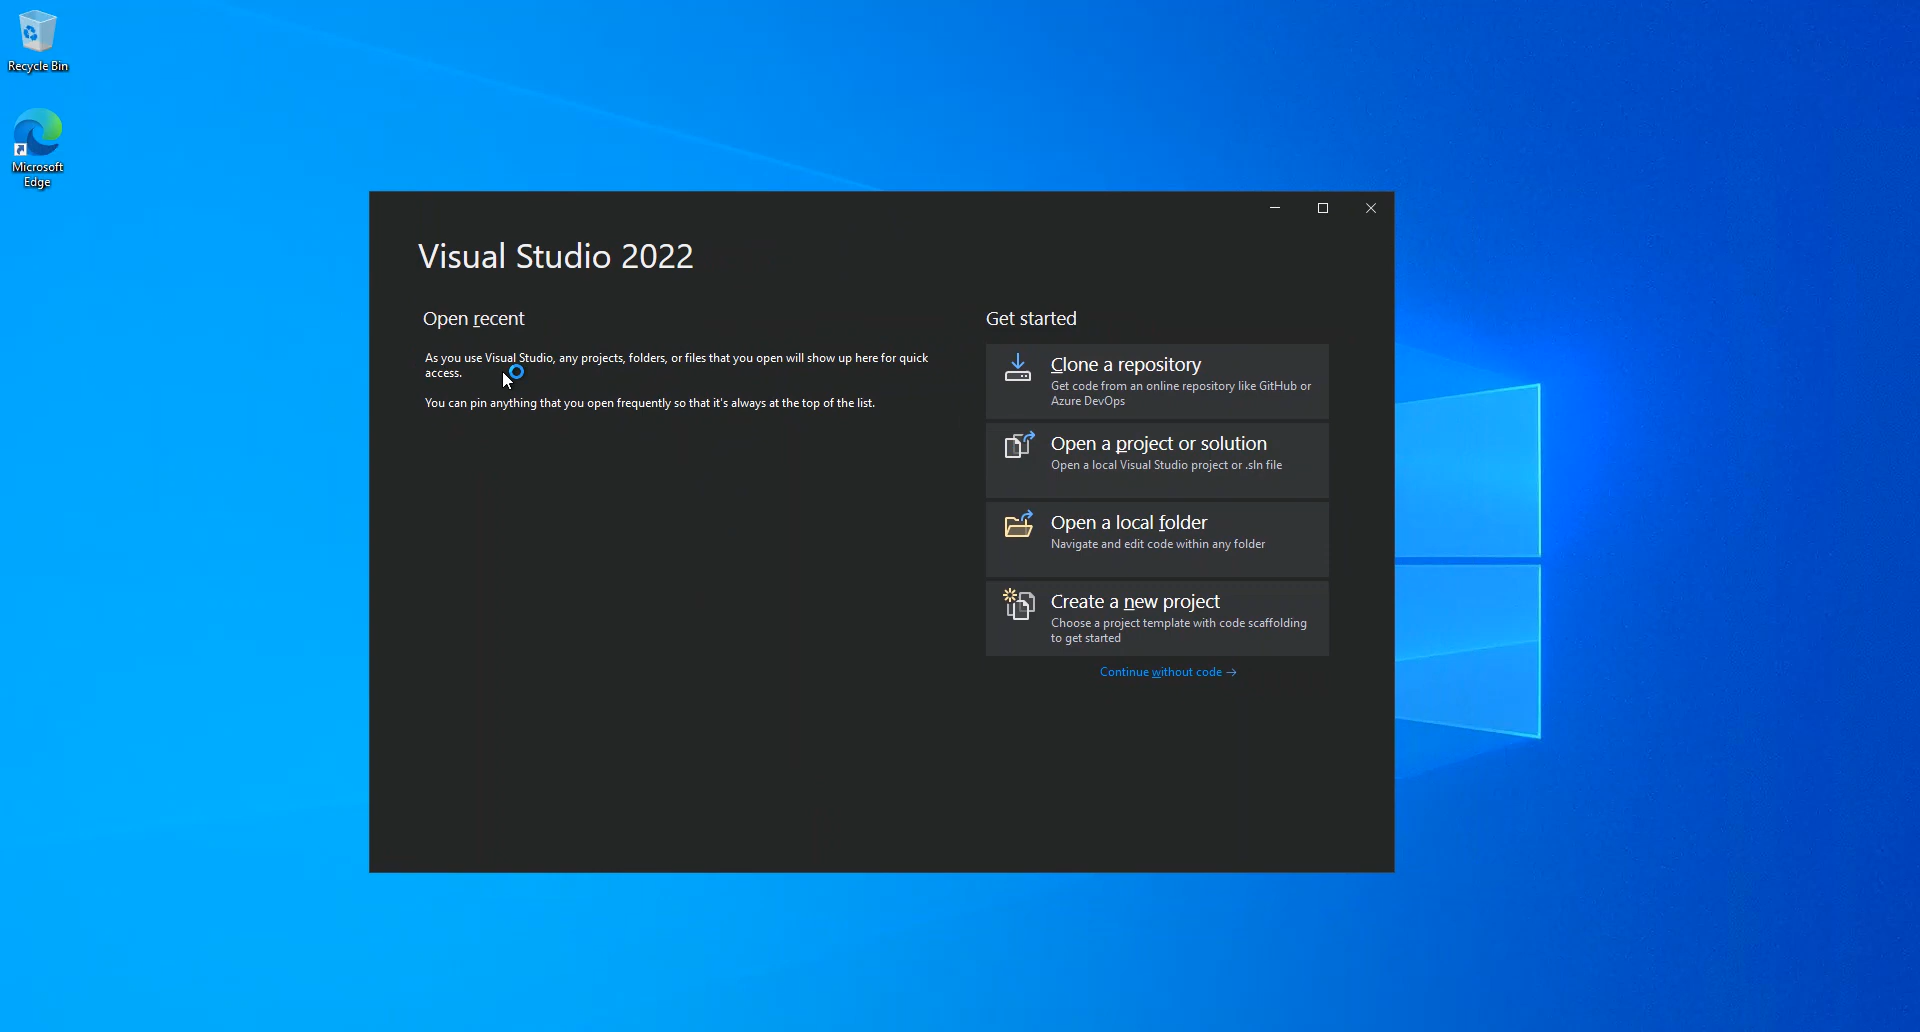 Recycle Bin
Microsoft
Edge
Visual Studio 2022
Open recent
As you use Visual Studio, any projects, folders, or files that you open will show up here for quick
access.
You can pin anything that you open frequently so that it's always at the top of the list.
Get started
Clone a repository
Get code from an online repository like GitHub or
Azure DevOps
Open a project or solution
Open a local Visual Studio project or .sln file
Open a local folder
Navigate and edit code within any folder
Create a new project
Choose a project template with code scaffolding
to get started
Continue without code →